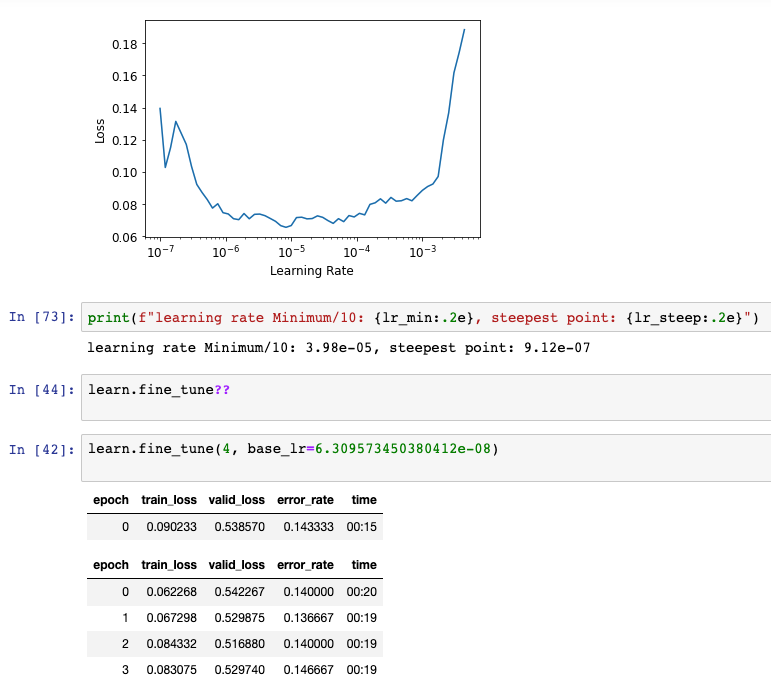 0.18
0.16
0.14
0.12
0.10
0.08
0.06
Loss
10⁻⁷ 10⁻⁶ 10⁻⁵ 10⁻⁴ 10⁻³
Learning Rate
In [73]: print(f"learning rate Minimum/10: {lr_min:.2e}, steepest point: {lr_steep:.2e}")
learning rate Minimum/10: 3.98e-05, steepest point: 9.12e-07
In [44]: learn.fine_tune??
In [42]: learn.fine_tune(4, base_lr=6.309573450380412e-08)
epoch train_loss valid_loss error_rate time
0 0.090233 0.538570 0.143333 00:15
epoch train_loss valid_loss error_rate time
0 0.062268 0.542267 0.140000 00:20
1 0.067298 0.529875 0.136667 00:19
2 0.084332 0.516880 0.140000 00:19
3 0.083075 0.529740 0.146667 00:19